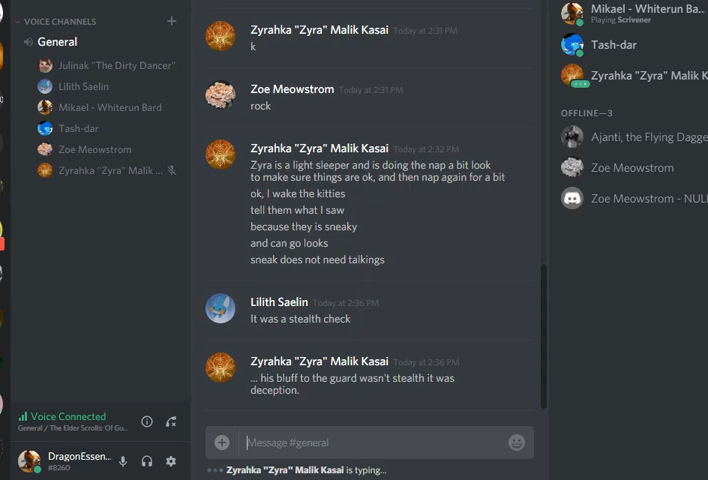 VOICE CHANNELS
General
Julinak "The Dirty Dancer"
Lilith Saelin
Mikael - Whiterun Bard
Tash-dar
Zoe Meowstrom
Zyrahka "Zyra" Malik ...
Voice Connected
General / The Elder Scrolls: Of Gu...
DragonEssen...
#8260
Zyrahka "Zyra" Malik Kasai Today at 2:31 PM
k
Zoe Meowstrom Today at 2:31 PM
rock
Zyrahka "Zyra" Malik Kasai Today at 2:32 PM
Zyra is a light sleeper and is doing the nap a bit look
to make sure things are ok, and then nap again for a bit
ok, I wake the kitties
tell them what I saw
because they is sneaky
and can go looks
sneak does not need talkings
Lilith Saelin Today at 2:36 PM
It was a stealth check
Zyrahka "Zyra" Malik Kasai Today at 2:36 PM
... his bluff to the guard wasn't stealth it was
deception.
Message #general
Zyrahka "Zyra" Malik Kasai is typing...
Mikael - Whiterun Ba...
Playing Scrivener
Tash-dar
Zyrahka "Zyra" Malik K
OFFLINE—3
Ajanti, the Flying Dagge
Zoe Meowstrom
Zoe Meowstrom - NUL